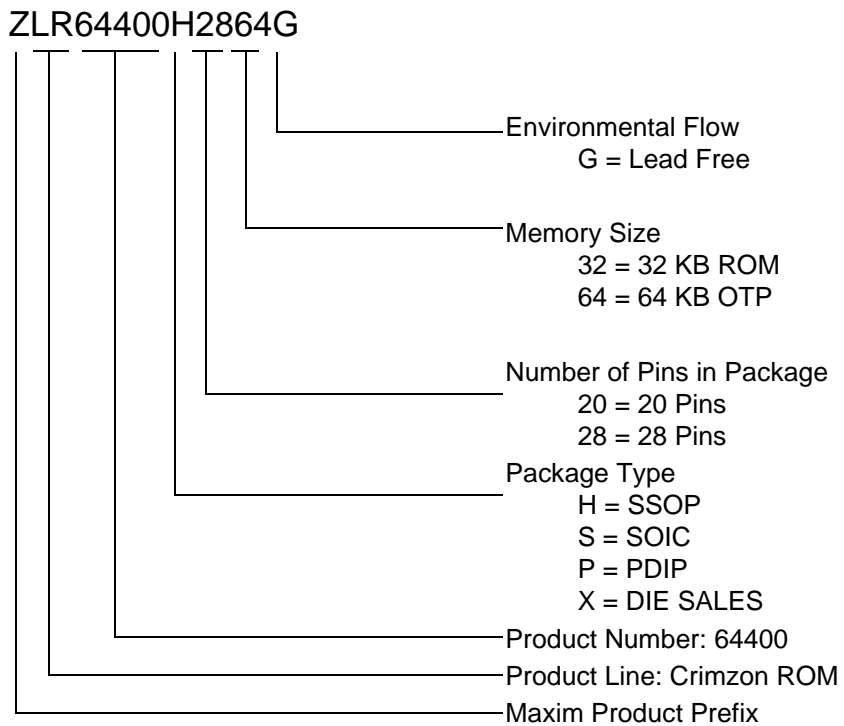 ZLR64400H2864G
Environmental Flow
G = Lead Free
Memory Size
32 = 32 KB ROM
64 = 64 KB OTP
Number of Pins in Package
20 = 20 Pins
28 = 28 Pins
Package Type
H = SSOP
S = SOIC
P = PDIP
X = DIE SALES
Product Number: 64400
Product Line: Crimzon ROM
Maxim Product Prefix